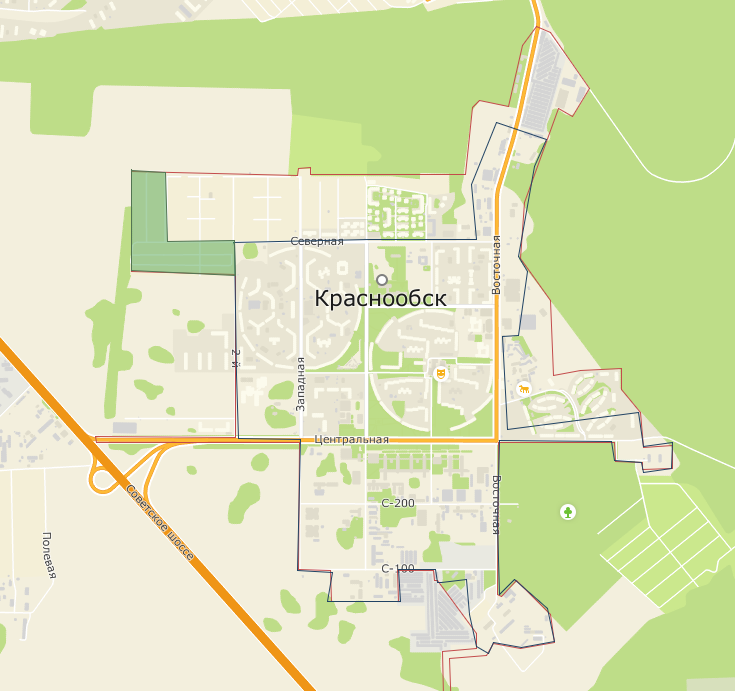 Северная
Восточная
Краснообск
2-й
Западная
Центральная
С-200
Восточная
Советское шоссе
Полевая
С-100